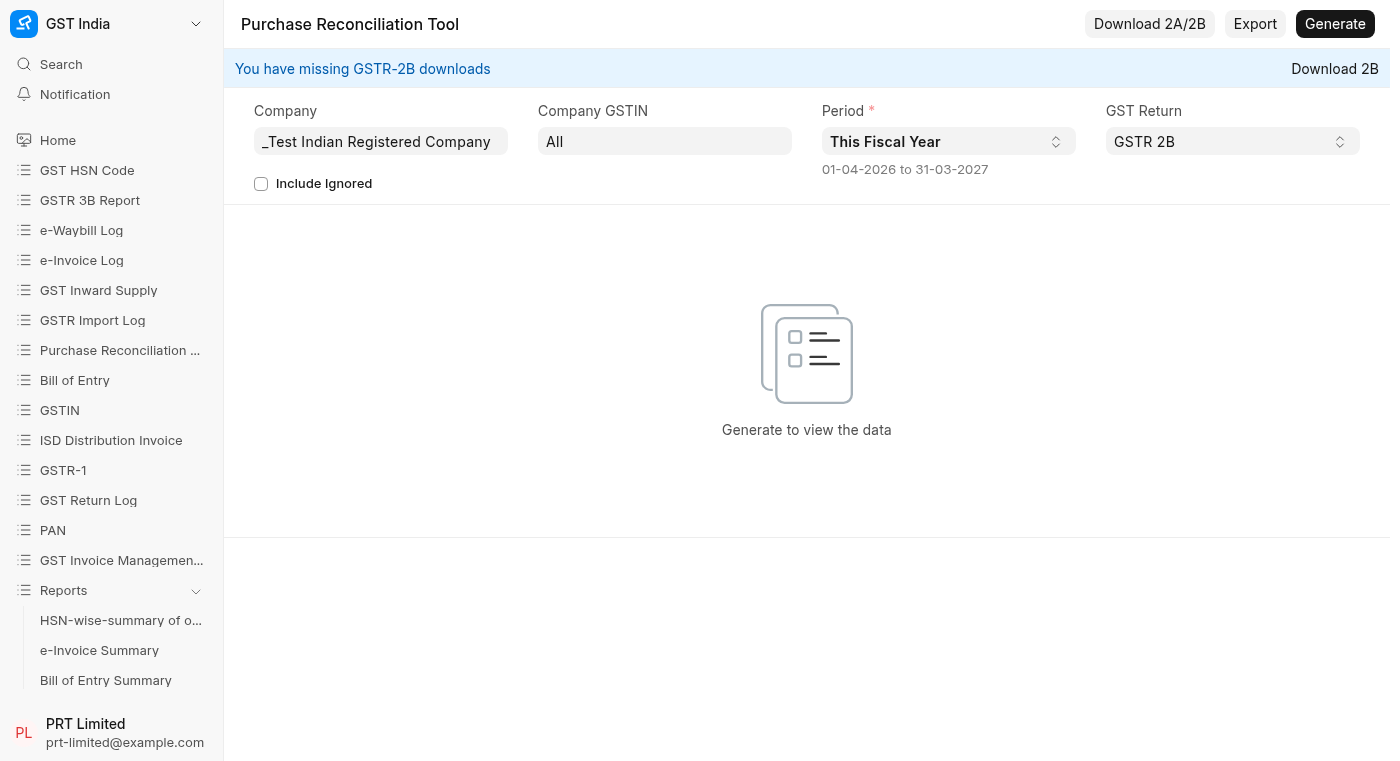 GST India
Search
Notification
Home
GST HSN Code
GSTR 3B Report
e-Waybill Log
e-Invoice Log
GST Inward Supply
GSTR Import Log
Purchase Reconciliation ...
Bill of Entry
GSTIN
ISD Distribution Invoice
GSTR-1
GST Return Log
PAN
GST Invoice Managemen...
Reports
HSN-wise-summary of o...
e-Invoice Summary
Bill of Entry Summary
PL
PRT Limited
prt-limited@example.com
Purchase Reconciliation Tool
Download 2A/2B
Export
Generate
You have missing GSTR-2B downloads
Download 2B
Company
_Test Indian Registered Company
Company GSTIN
All
Period *
This Fiscal Year
01-04-2026 to 31-03-2027
GST Return
GSTR 2B
Include Ignored
Generate to view the data